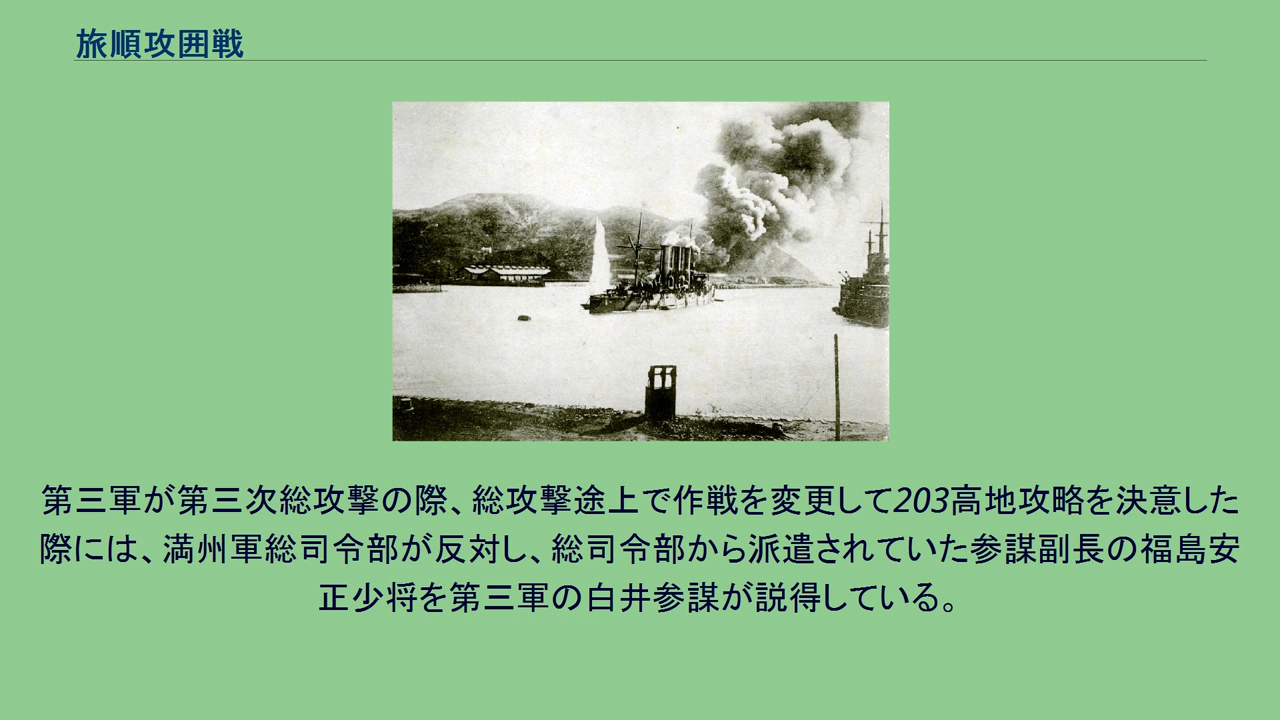 旅順攻囲戦
第三軍が第三次総攻撃の際、総攻撃途上で作戦を変更して203高地攻略を決意した
際には、満州軍総司令部が反対し、総司令部から派遣されていた参謀副長の福島安
正少将を第三軍の白井参謀が説得している。